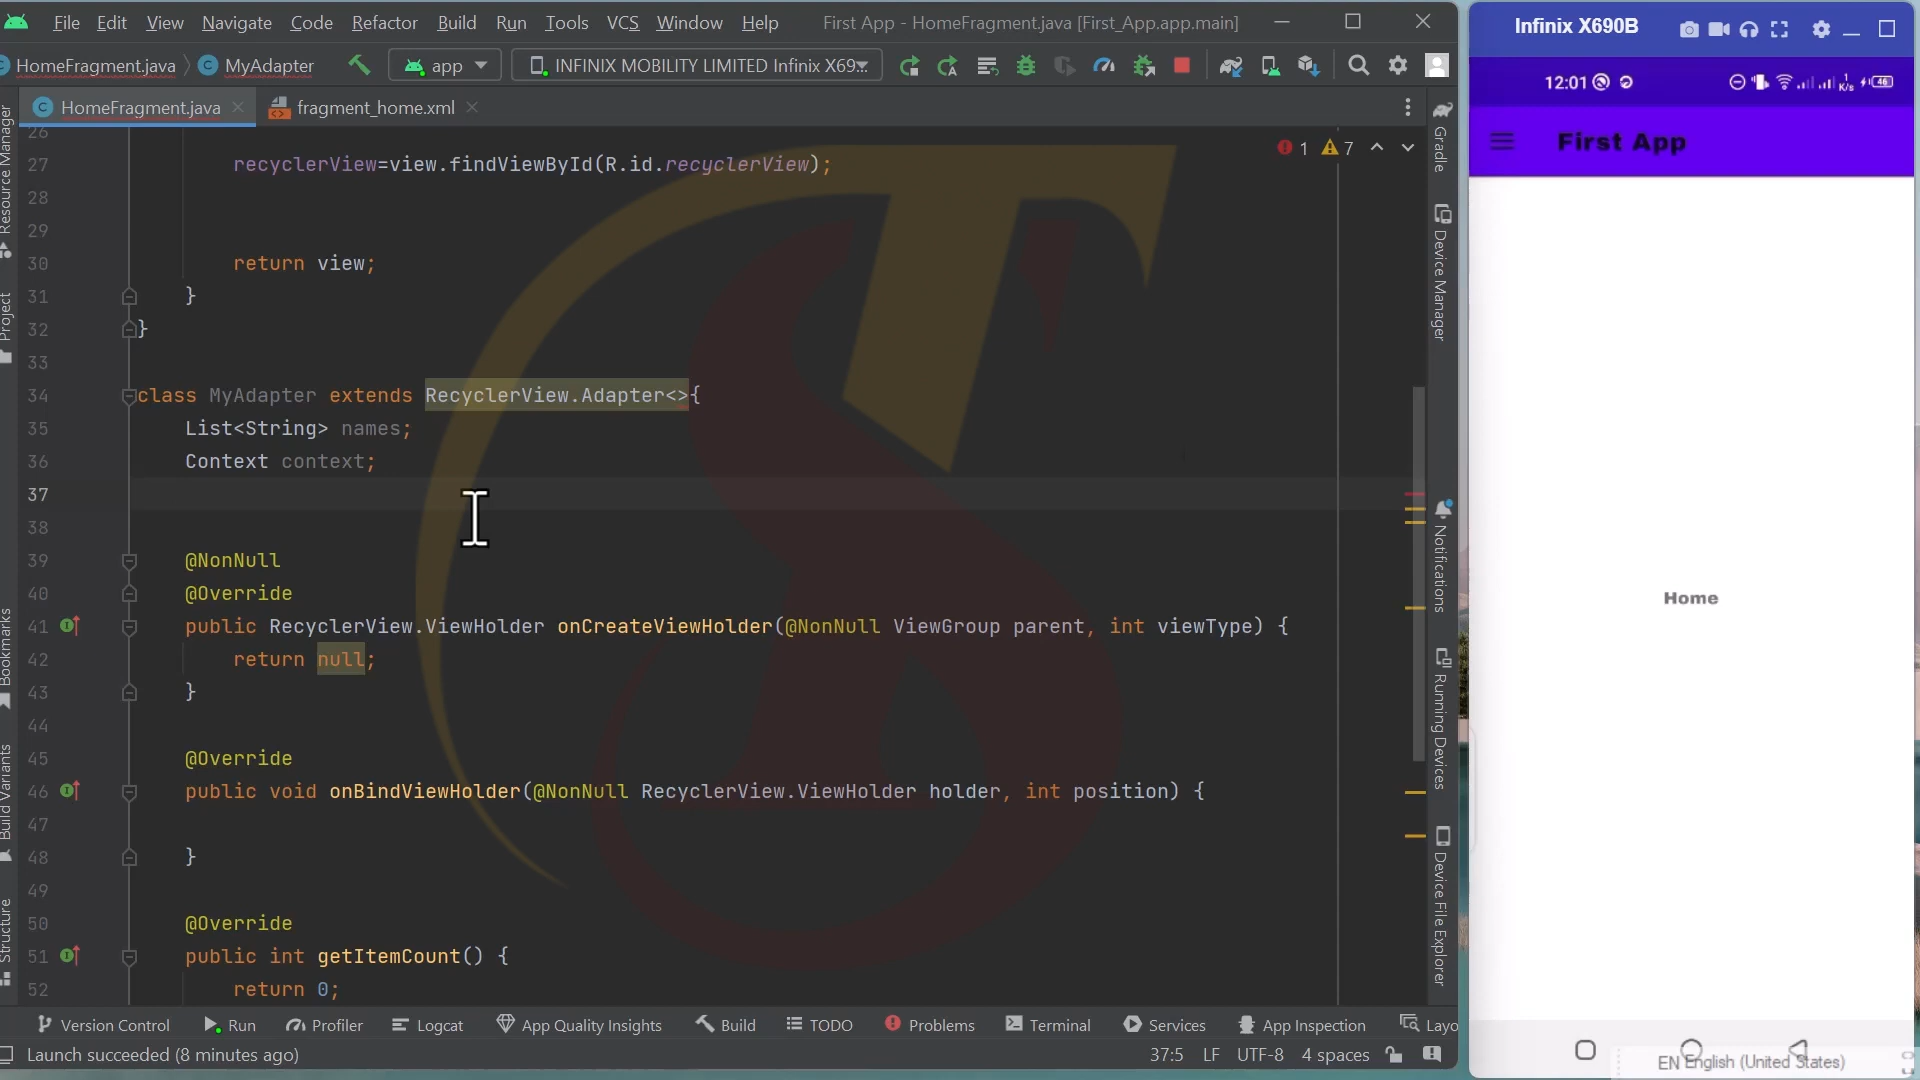 File Edit View Navigate Code Refactor Build Run Tools VCS Window Help First App - HomeFragment.java [First_App.app.main]
HomeFragment.java MyAdapter app INFINIX MOBILITY LIMITED Infinix X69...
HomeFragment.java fragment_home.xml
26
1 7
27 recyclerView=view.findViewById(R.id.recyclerView);
28
29
30 return view;
31 }
32 }
33
34 class MyAdapter extends RecyclerView.Adapter<>{
35 List<String> names;
36 Context context;
37
38
39 @NonNull
40 @Override
41 public RecyclerView.ViewHolder onCreateViewHolder(@NonNull ViewGroup parent, int viewType) {
42 return null;
43 }
44
45 @Override
46 public void onBindViewHolder(@NonNull RecyclerView.ViewHolder holder, int position) {
47
48 }
49
50 @Override
51 public int getItemCount() {
52 return 0;
Resource Manager
Project
Bookmarks
Build Variants
Structure
Gradle
Device Manager
Notifications
Running Devices
Device File Explorer
Version Control Run Profiler Logcat App Quality Insights Build TODO Problems Terminal Services App Inspection Layo
Launch succeeded (8 minutes ago) 37:5 LF UTF-8 4 spaces
Infinix X690B
12:01 1 K/s 46
First App
Home
EN English (United States)